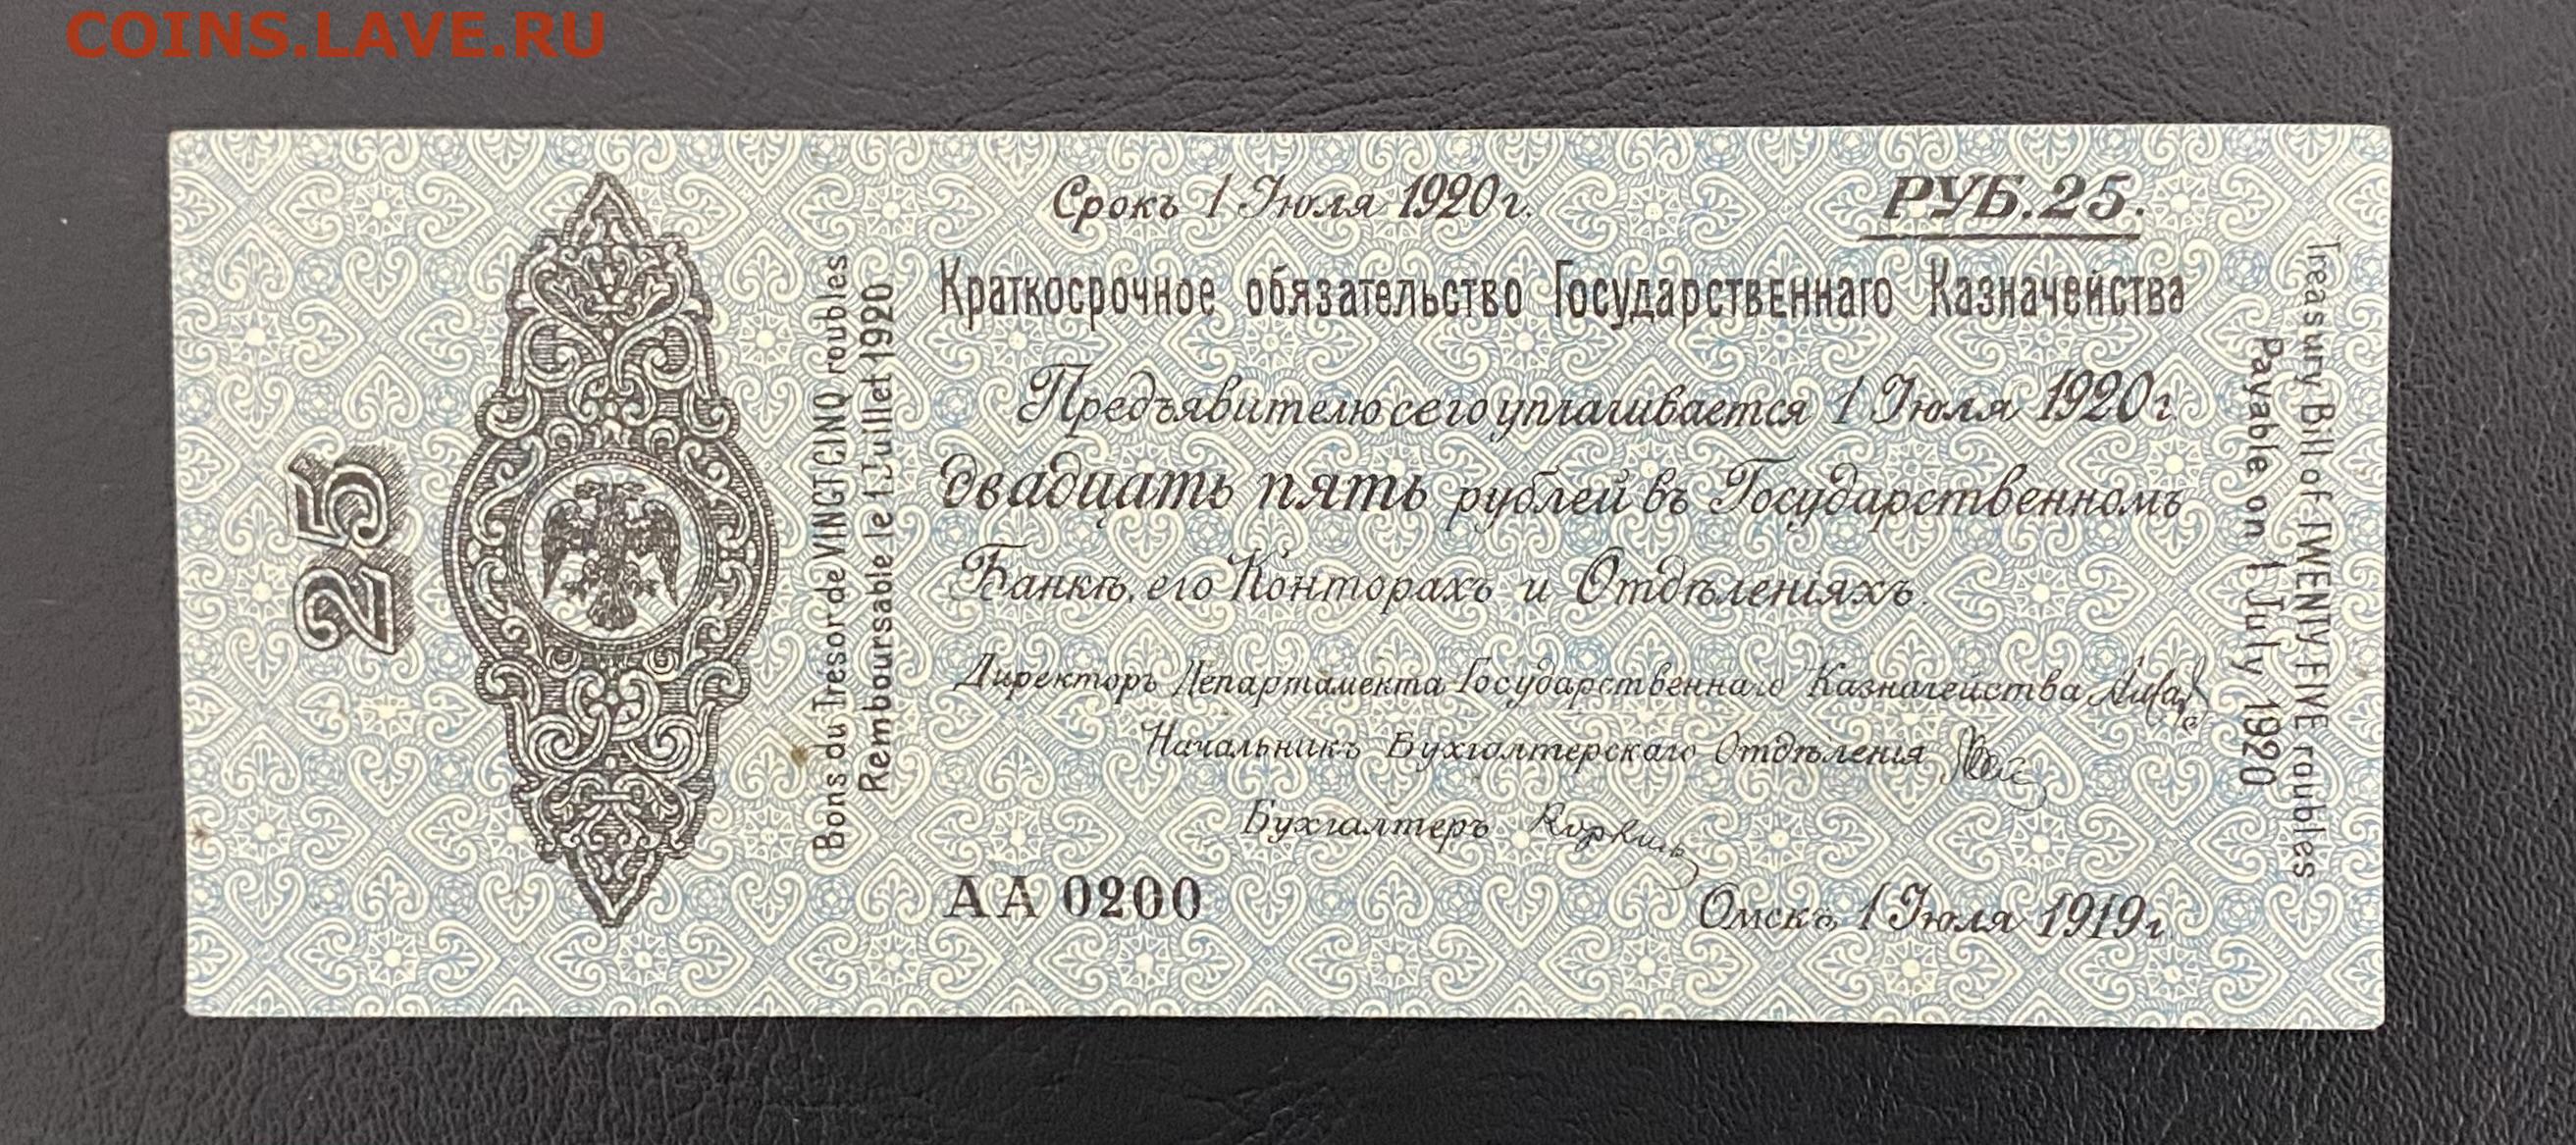 COINS.LAVE.RU
Срокъ 1 Іюля 1920 г.
РУБ. 25.
25
Bons du Tresor de VINGT CINQ roubles
Remboursable le 1 Juillet 1920
Краткосрочное обязательство Государственнаго Казначейства
Предъявителю сего уплачивается 1 Іюля 1920 г
двадцать пять рублей въ Государственномъ
Банкѣ, его Конторахъ и Отдѣленіяхъ.
Директоръ Департамента Государственнаго Казначейства
Начальникъ Бухгалтерскаго Отдѣленія
Бухгалтеръ
АА 0200
Омскъ, 1 Іюля 1919 г.
Treasury Bill of TWENTY FIVE roubles
Payable on 1 July 1920